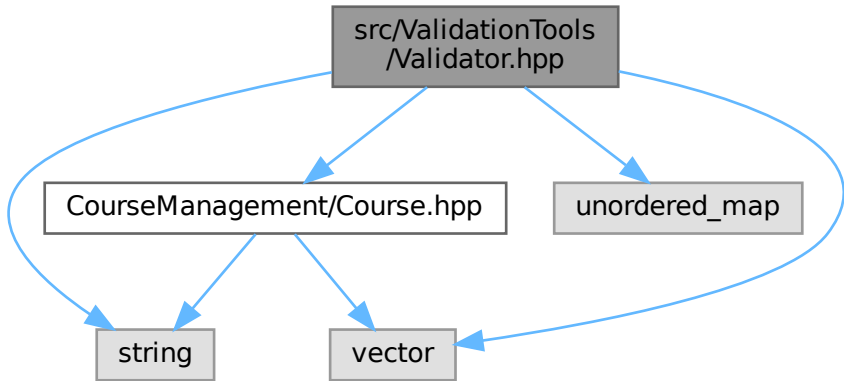 src/ValidationTools
/Validator.hpp
CourseManagement/Course.hpp
unordered_map
string
vector